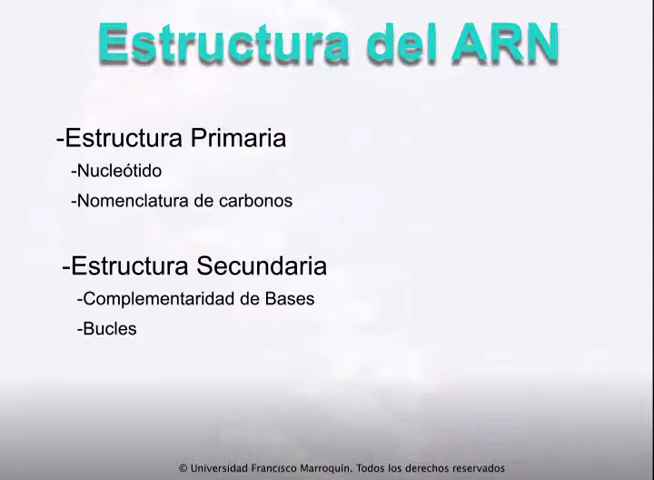 Estructura del ARN
-Estructura Primaria
-Nucleótido
-Nomenclatura de carbonos
-Estructura Secundaria
-Complementaridad de Bases
-Bucles
© Universidad Francisco Marroquín. Todos los derechos reservados